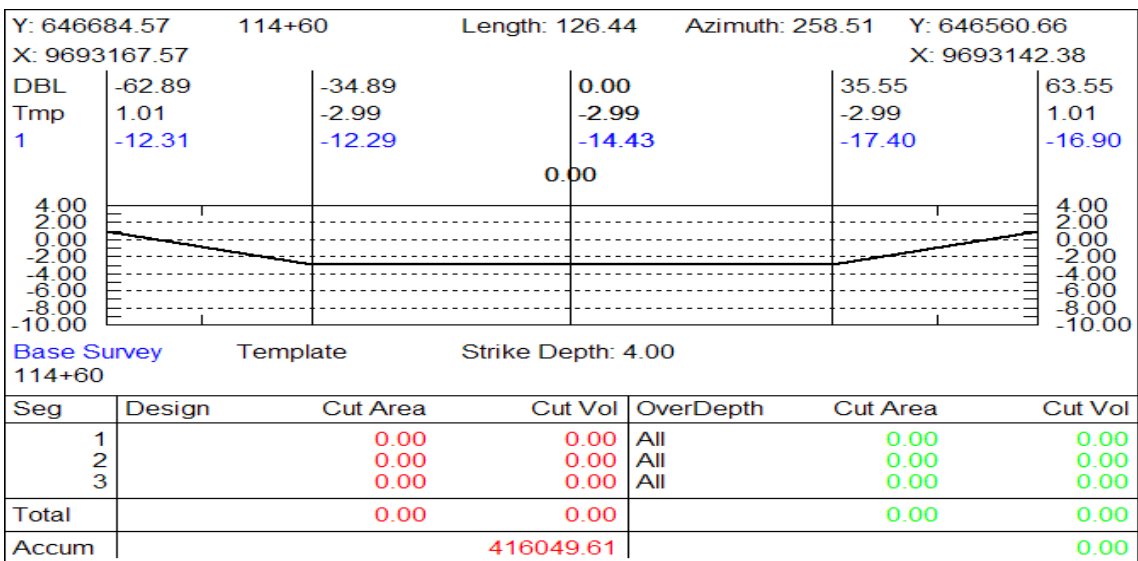 Y: 646684.57 114+60 Length: 126.44 Azimuth: 258.51 Y: 646560.66
X: 9693167.57 X: 9693142.38
DBL -62.89 -34.89 0.00 35.55 63.55
Tmp 1.01 -2.99 -2.99 -2.99 1.01
1 -12.31 -12.29 -14.43 -17.40 -16.90
0.00
4.00 4.00
2.00 2.00
0.00 0.00
-2.00 -2.00
-4.00 -4.00
-6.00 -6.00
-8.00 -8.00
-10.00 -10.00
Base Survey Template Strike Depth: 4.00
114+60
Seg Design Cut Area Cut Vol OverDepth Cut Area Cut Vol
1 0.00 0.00 All 0.00 0.00
2 0.00 0.00 All 0.00 0.00
3 0.00 0.00 All 0.00 0.00
Total 0.00 0.00 0.00 0.00
Accum 416049.61 0.00